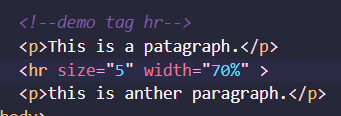 <!--demo tag hr-->
<p>This is a patagraph.</p>
<hr size="5" width="70%" >
<p>this is anther paragraph.</p>